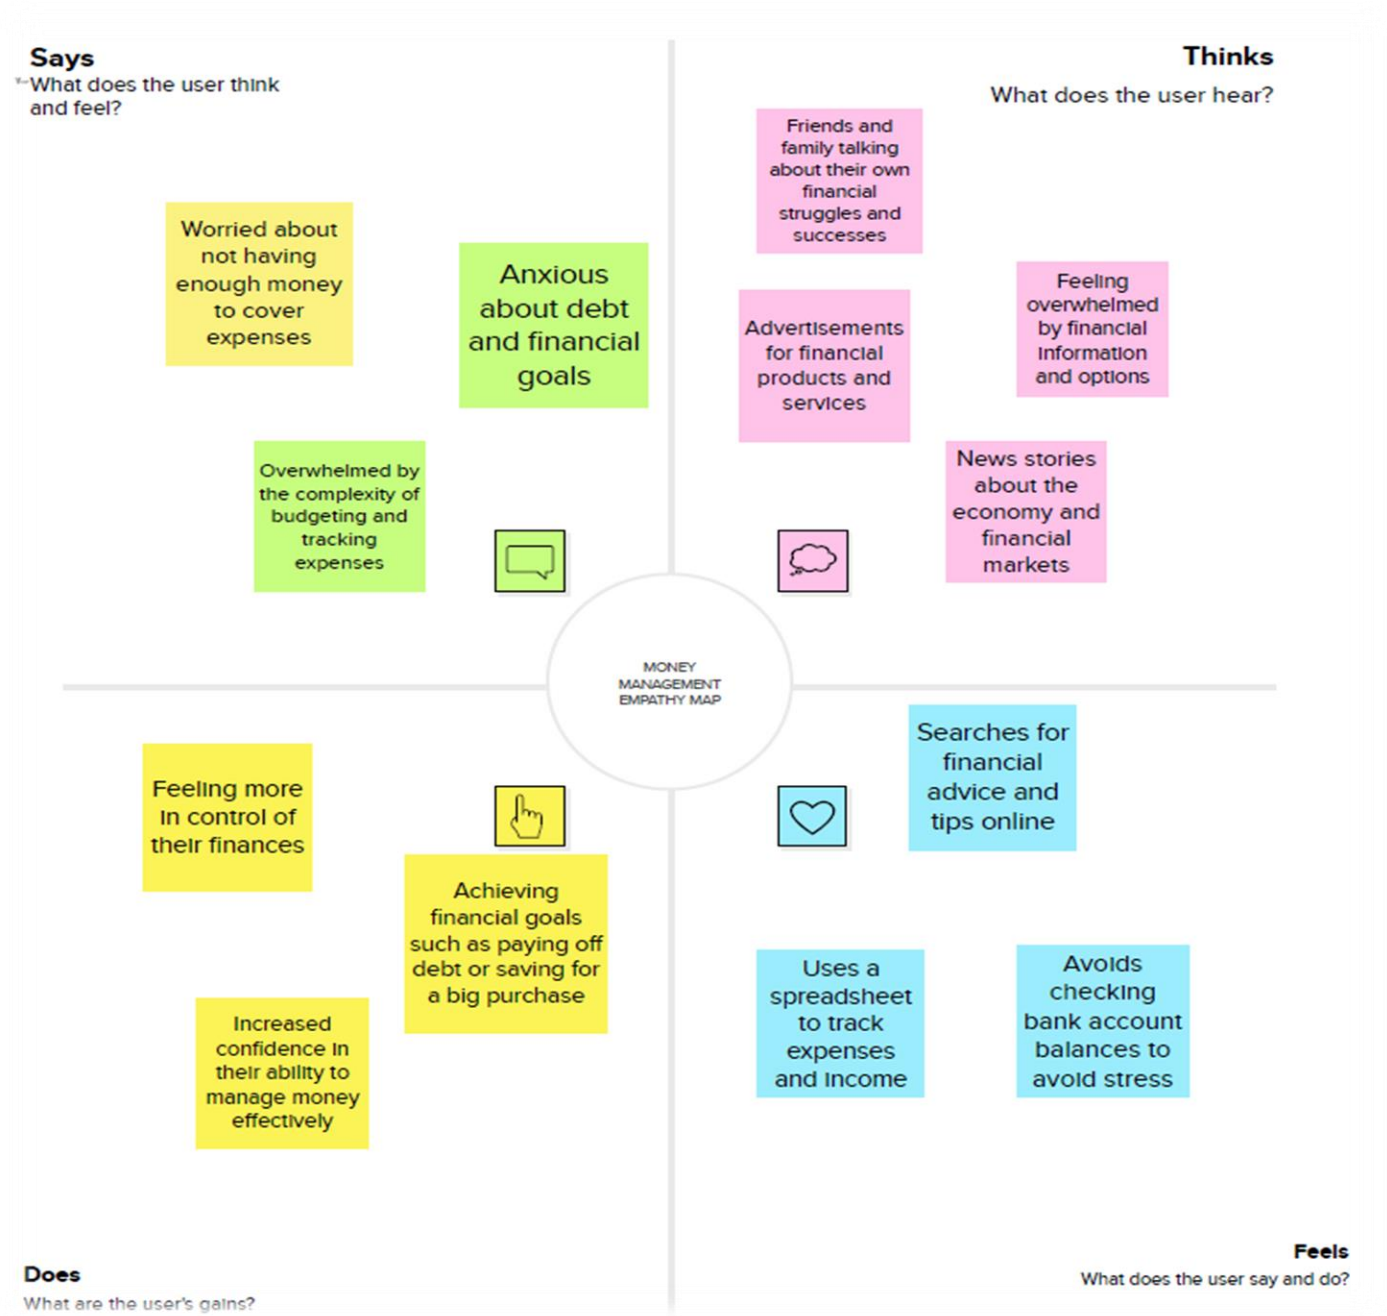 Says
What does the user think
and feel?
Worried about
not having
enough money
to cover
expenses
Anxious
about debt
and financial
goals
Overwhelmed by
the complexity of
budgeting and
tracking
expenses
Thinks
What does the user hear?
Friends and
family talking
about their own
financial
struggles and
successes
Advertisements
for financial
products and
services
Feeling
overwhelmed
by financial
information
and options
News stories
about the
economy and
financial
markets
MONEY
MANAGEMENT
EMPATHY MAP
Feeling more
in control of
their finances
Achieving
financial goals
such as paying off
debt or saving for
a big purchase
Increased
confidence in
their ability to
manage money
effectively
Does
What are the user's gains?
Searches for
financial
advice and
tips online
Uses a
spreadsheet
to track
expenses
and income
Avoids
checking
bank account
balances to
avoid stress
Feels
What does the user say and do?